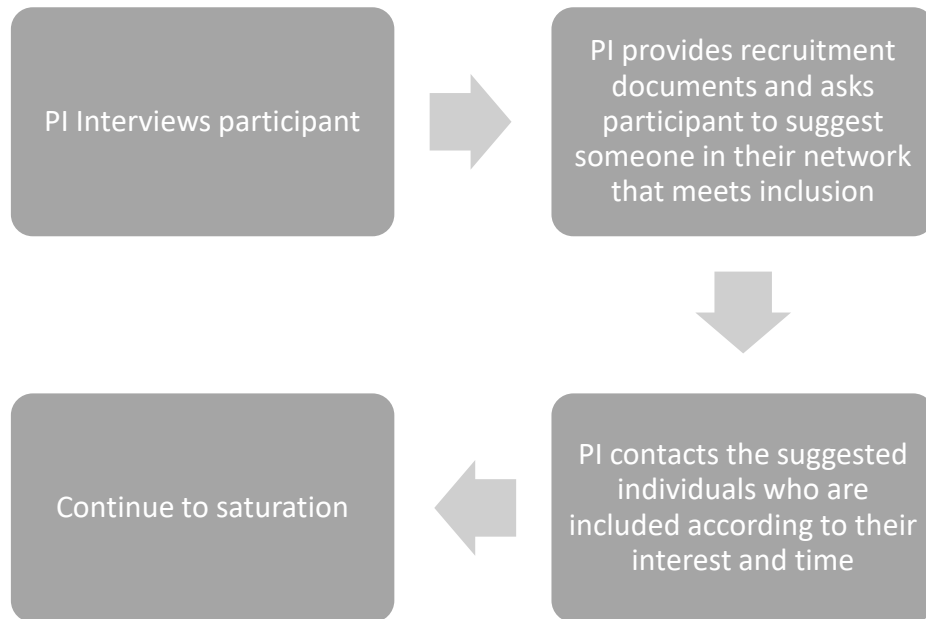 PI Interviews participant
PI provides recruitment
documents and asks
participant to suggest
someone in their network
that meets inclusion
PI contacts the suggested
individuals who are
included according to their
interest and time
Continue to saturation